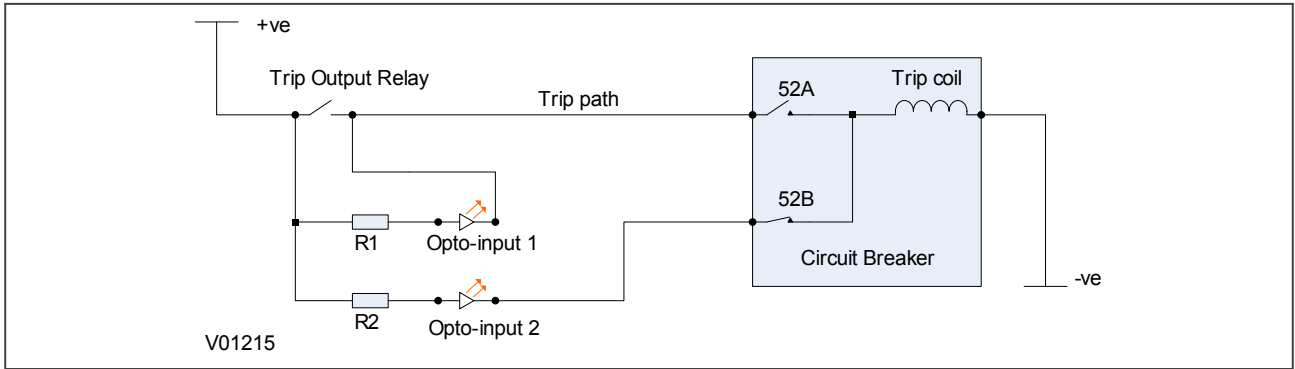 +ve
Trip Output Relay
Trip path
52A
Trip coil
52B
R1
Opto-input 1
Circuit Breaker
-ve
R2
Opto-input 2
V01215